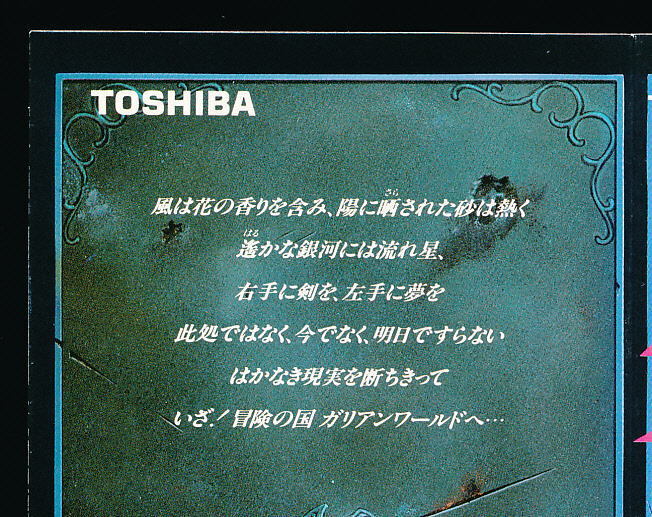 TOSHIBA
風は花の香りを含み、陽に晒された砂は熱く
遙かな銀河には流れ星、
右手に剣を、左手に夢を
此処ではなく、今でなく、明日ですらない
はかなき現実を断ちきって
いざ！冒険の国 ガリアンワールドへ…